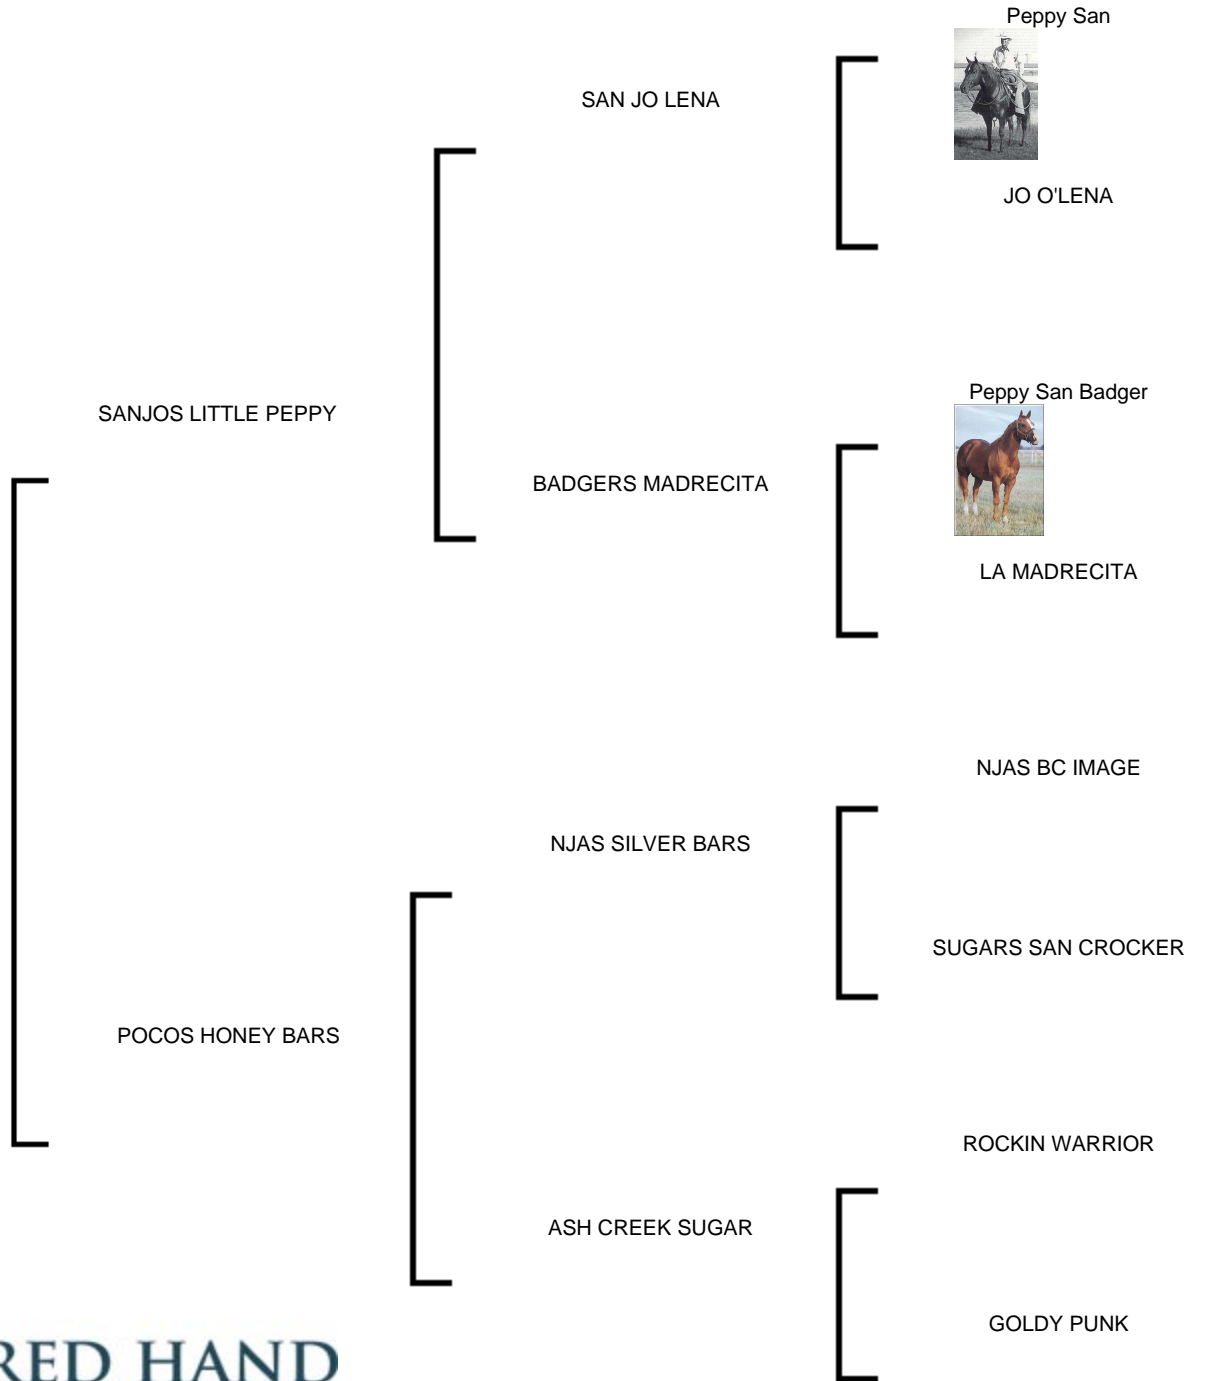 Peppy San
SAN JO LENA
JO O'LENA
Peppy San Badger
SANJOS LITTLE PEPPY
BADGERS MADRECITA
LA MADRECITA
NJAS BC IMAGE
NJAS SILVER BARS
SUGARS SAN CROCKER
POCOS HONEY BARS
ROCKIN WARRIOR
ASH CREEK SUGAR
GOLDY PUNK
RED HAND